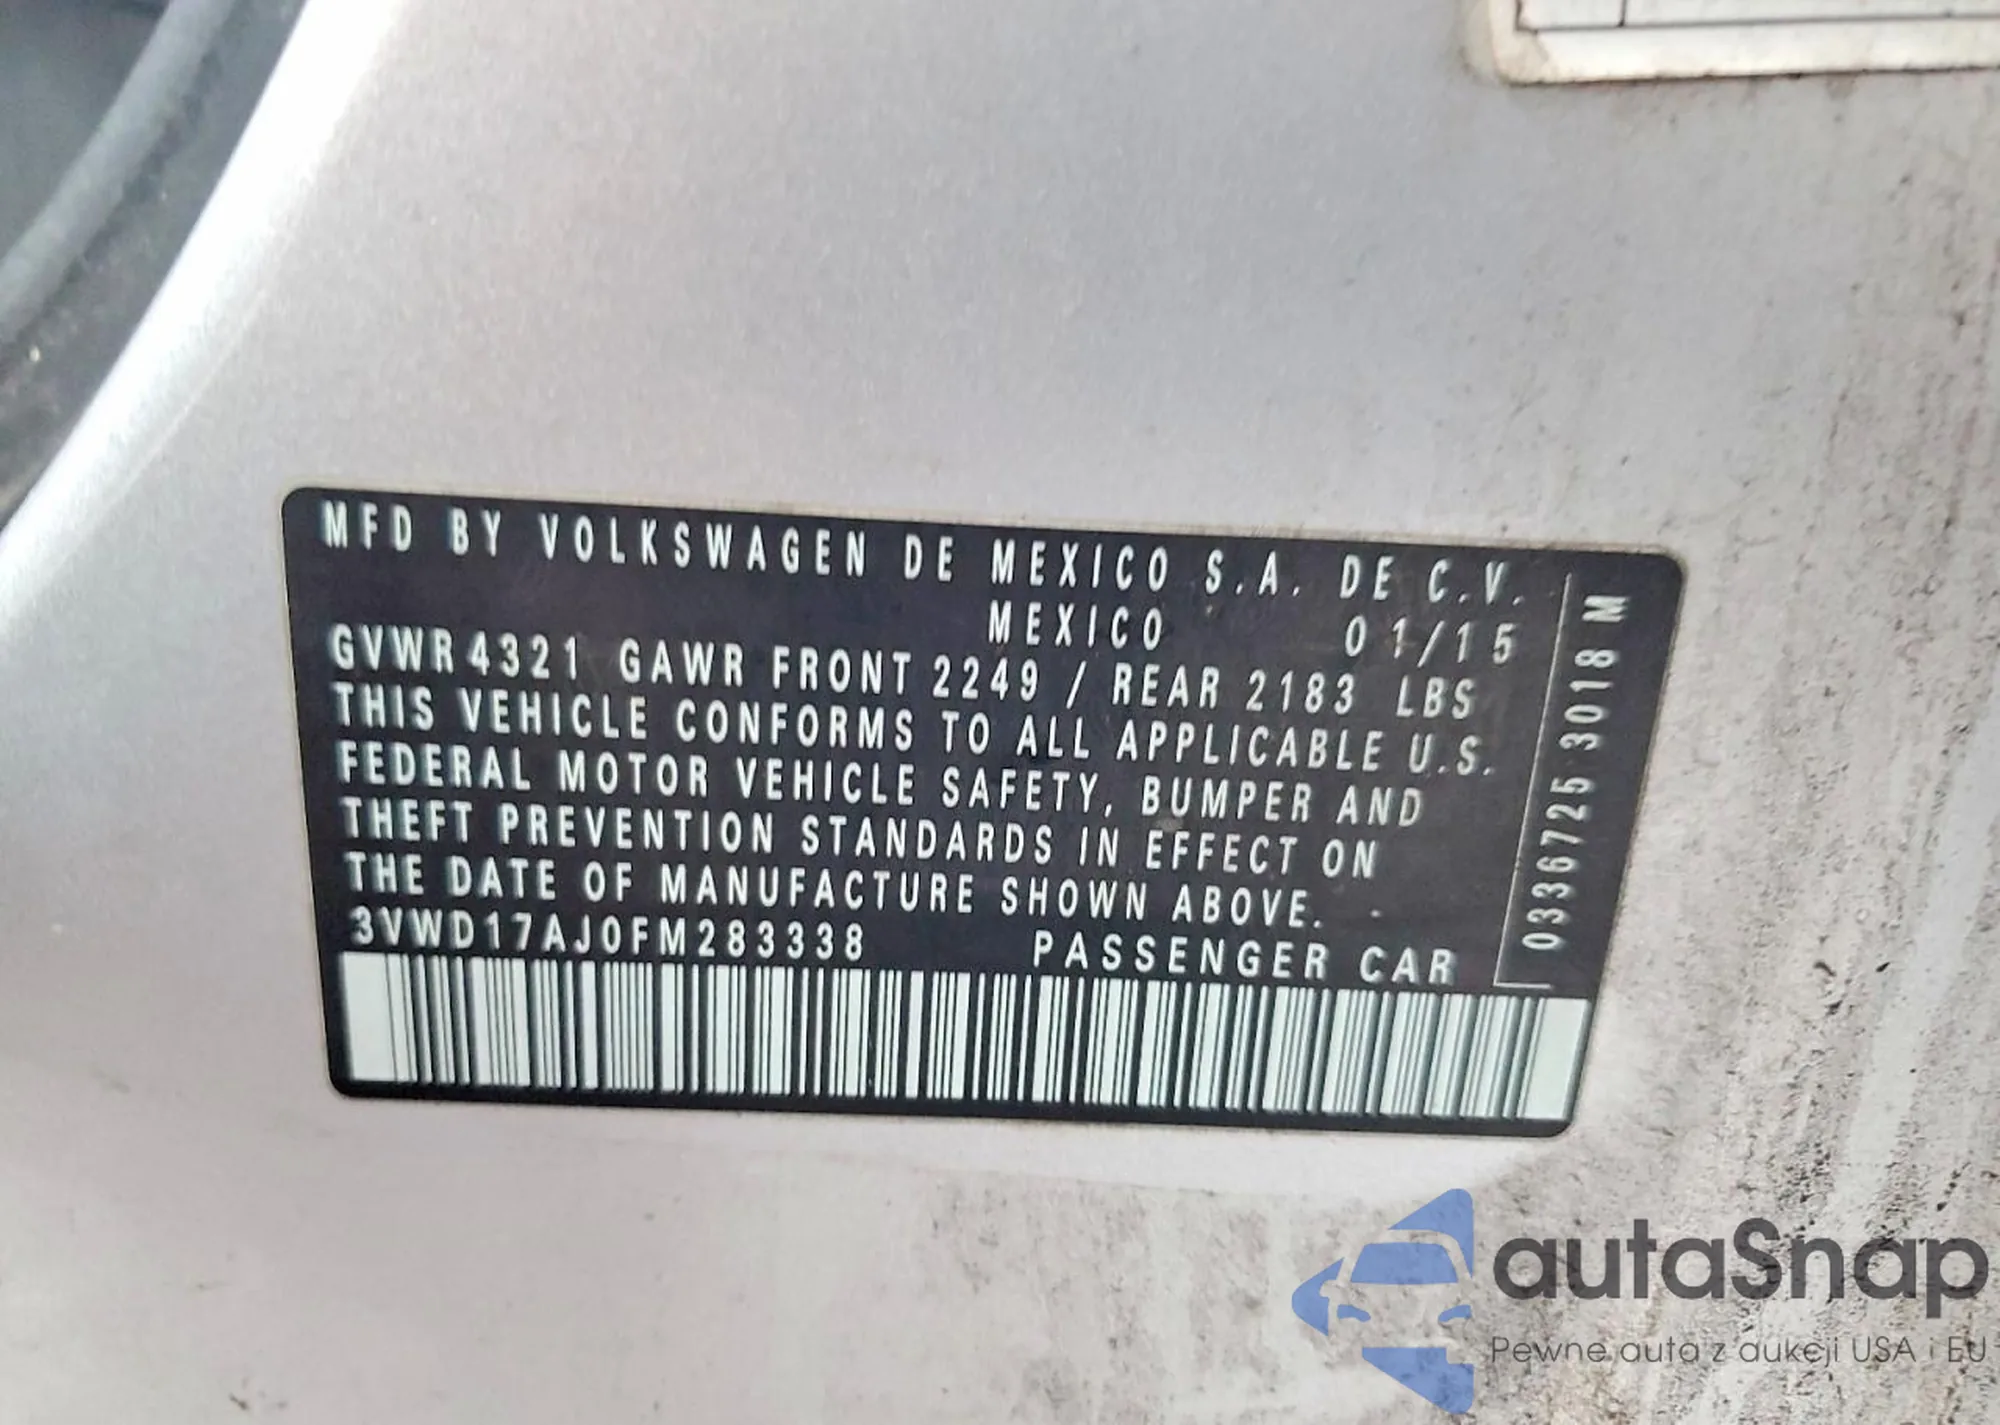 MFD BY VOLKSWAGEN DE MEXICO S.A. DE C.V.
MEXICO 01/15
GVWR 4321 GAWR FRONT 2249 / REAR 2183 LBS
THIS VEHICLE CONFORMS TO ALL APPLICABLE U.S.
FEDERAL MOTOR VEHICLE SAFETY, BUMPER AND
THEFT PREVENTION STANDARDS IN EFFECT ON
THE DATE OF MANUFACTURE SHOWN ABOVE.
3VWD17AJ0FM283338 PASSENGER CAR
0336725 3018 M
autaSnap
Pewne auta z aukcji USA i EU